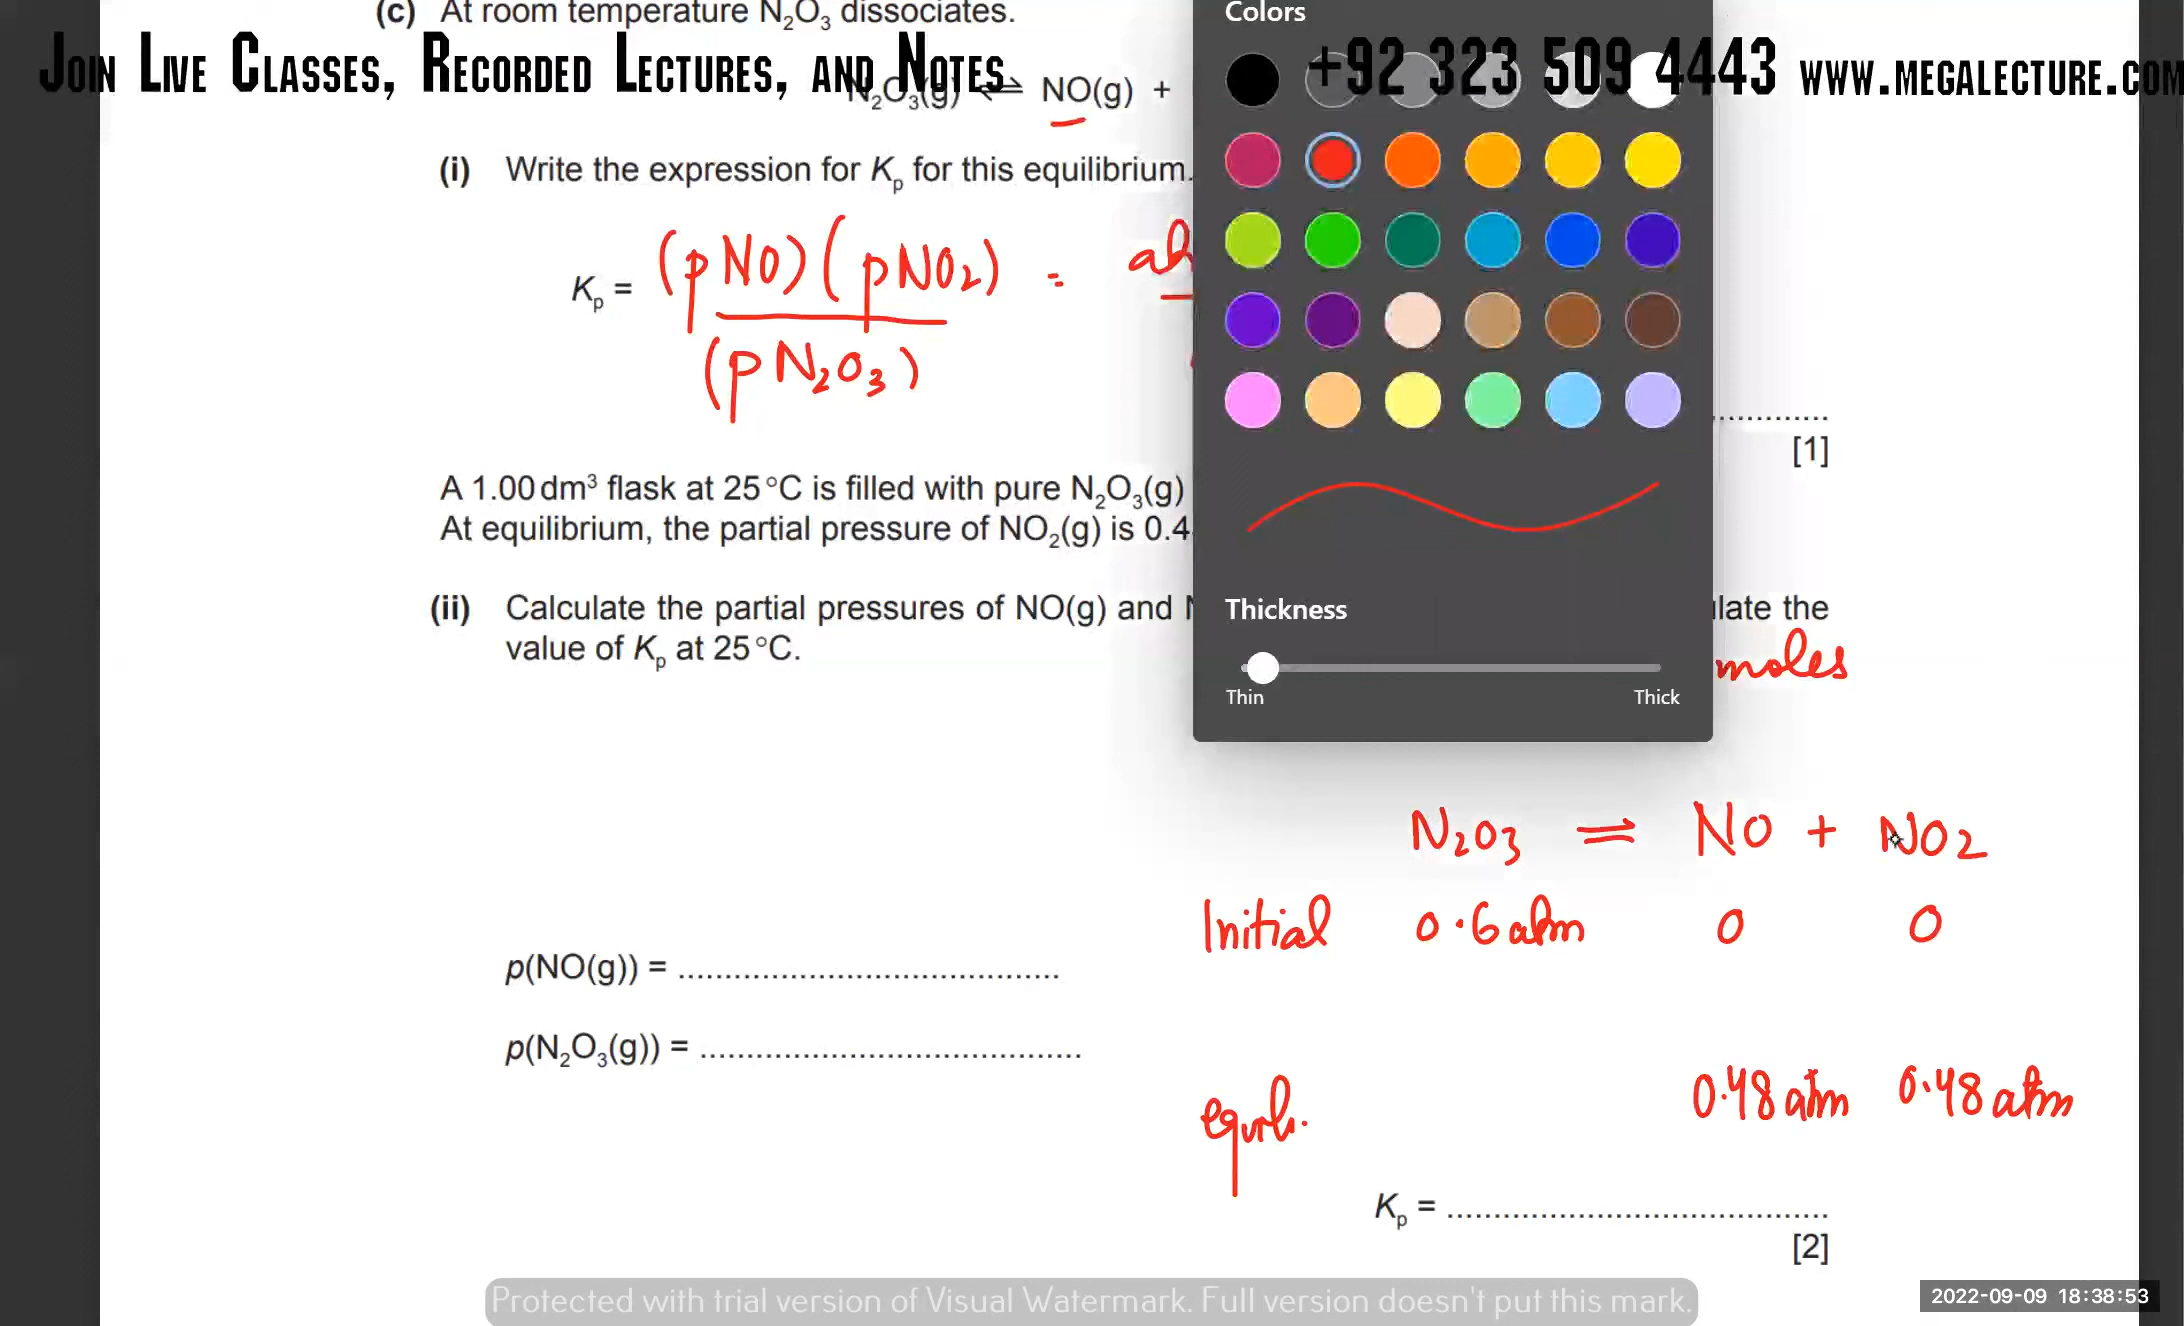 (c) At room temperature N₂O₃ dissociates.
Colors
JOIN LIVE CLASSES, RECORDED LECTURES, AND NOTES +92 323 509 4443 WWW.MEGALECTURE.COM
N₂O₃(g) ⇌ NO(g) +
(i) Write the expression for Kp for this equilibrium.
Kp = (pNO)(pNO₂) =
(pN₂O₃)
[1]
A 1.00 dm³ flask at 25 °C is filled with pure N₂O₃(g)
At equilibrium, the partial pressure of NO₂(g) is 0.4
(ii) Calculate the partial pressures of NO(g) and late the
value of Kp at 25 °C.
moles
Thickness
Thin Thick
N₂O₃ ⇌ NO + NO₂
Initial 0.6 atm 0 0
p(NO(g)) = ........................................
p(N₂O₃(g)) = ........................................
equilb. 0.48 atm 0.48 atm
Kp = ........................................
[2]
Protected with trial version of Visual Watermark. Full version doesn't put this mark.
2022-09-09 18:38:53